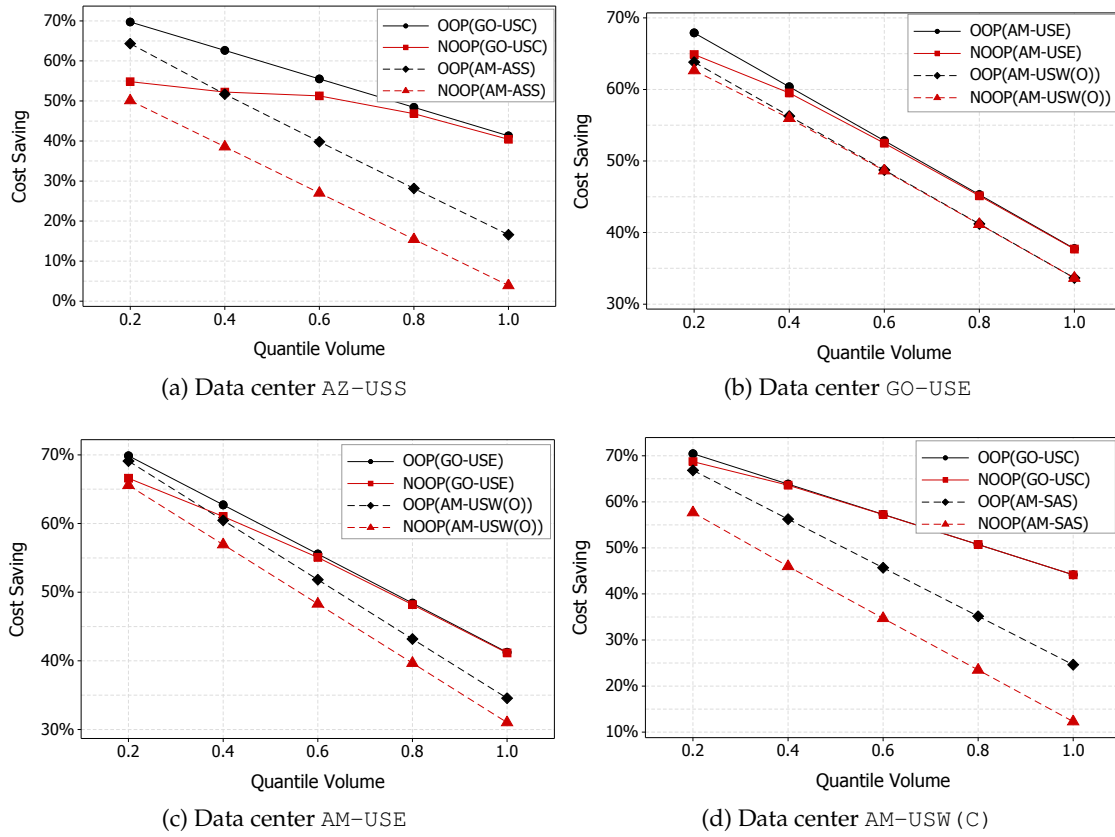 70%
60%
50%
40%
30%
20%
10%
0%
Cost Saving
OOP(GO-USC)
NOOP(GO-USC)
OOP(AM-ASS)
NOOP(AM-ASS)
0.2 0.4 0.6 0.8 1.0
Quantile Volume
(a) Data center AZ-USS
70%
60%
50%
40%
30%
Cost Saving
OOP(AM-USE)
NOOP(AM-USE)
OOP(AM-USW(O))
NOOP(AM-USW(O))
0.2 0.4 0.6 0.8 1.0
Quantile Volume
(b) Data center GO-USE
70%
60%
50%
40%
30%
Cost Saving
OOP(GO-USE)
NOOP(GO-USE)
OOP(AM-USW(O))
NOOP(AM-USW(O))
0.2 0.4 0.6 0.8 1.0
Quantile Volume
(c) Data center AM-USE
70%
60%
50%
40%
30%
20%
10%
Cost Saving
OOP(GO-USC)
NOOP(GO-USC)
OOP(AM-SAS)
NOOP(AM-SAS)
0.2 0.4 0.6 0.8 1.0
Quantile Volume
(d) Data center AM-USW(C)